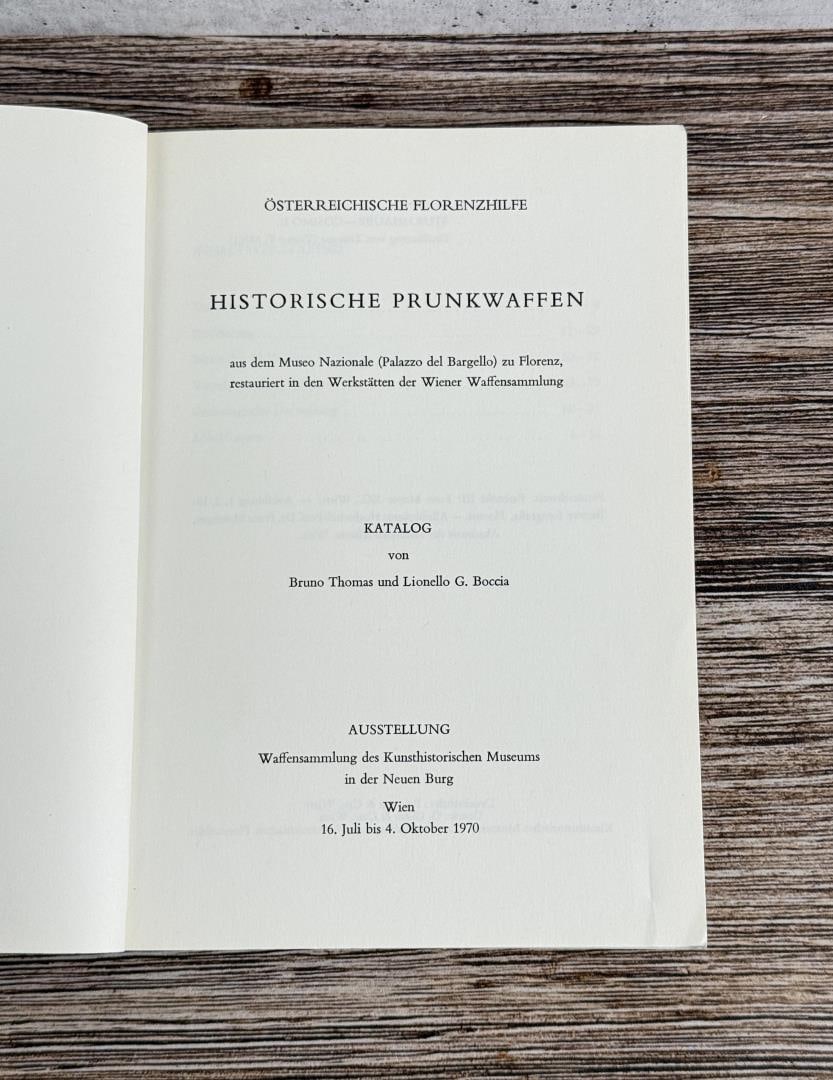 ÖSTERREICHISCHE FLORENZHILFE
HISTORISCHE PRUNKWAFFEN
aus dem Museo Nazionale (Palazzo del Bargello) zu Florenz,
restauriert in den Werkstätten der Wiener Waffensammlung
KATALOG
von
Bruno Thomas und Lionello G. Boccia
AUSSTELLUNG
Waffensammlung des Kunsthistorischen Museums
in der Neuen Burg
Wien
16. Juli bis 4. Oktober 1970